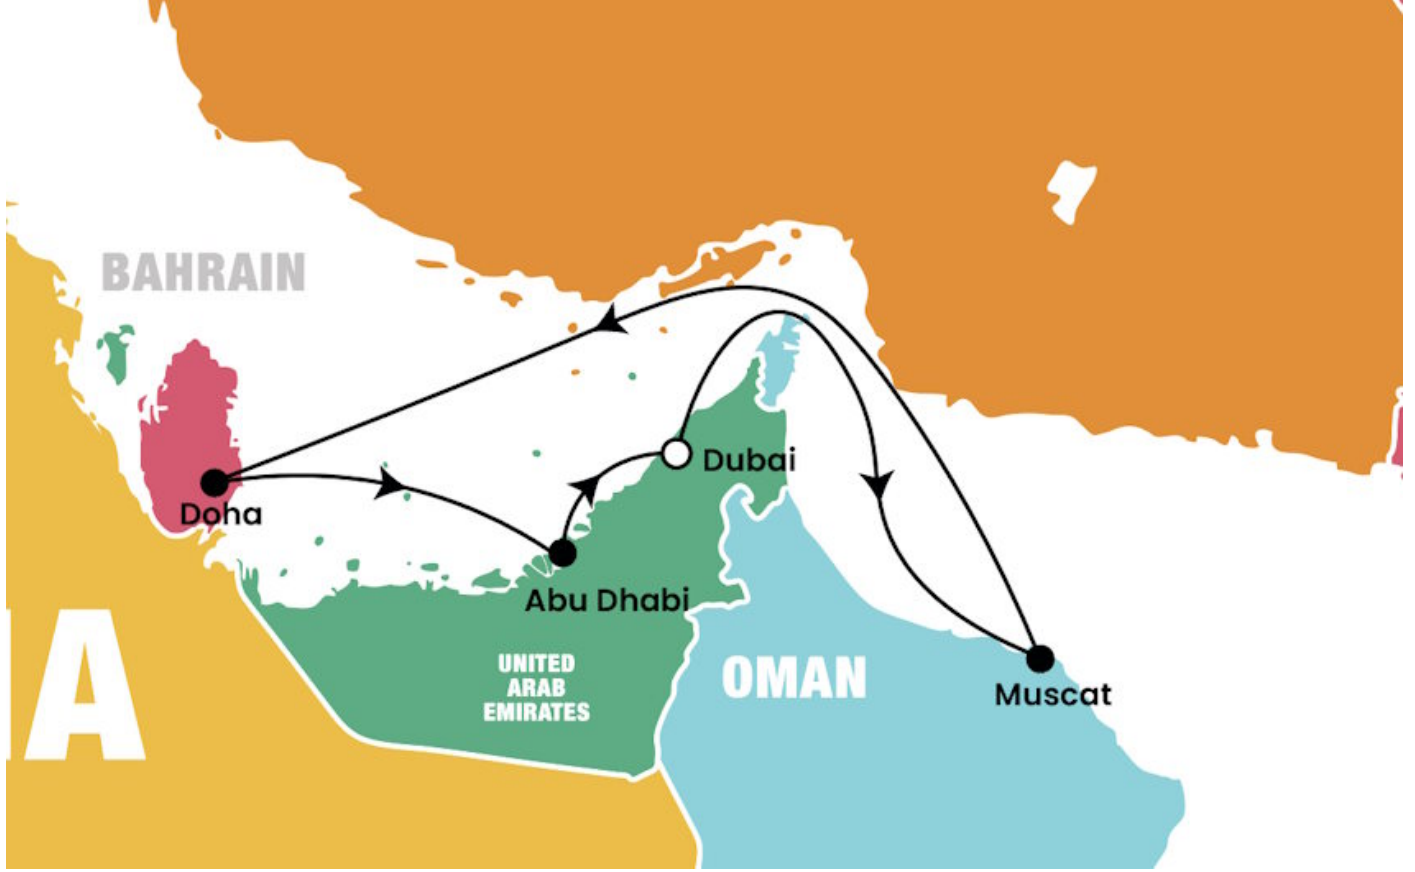 BAHRAIN
Dubai
Doha
Abu Dhabi
IA
UNITED
ARAB
EMIRATES
OMAN
Muscat